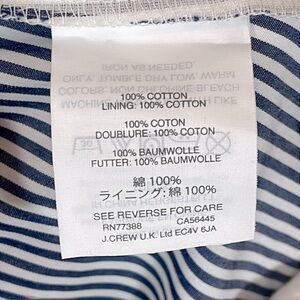 100% COTTON
LINING: 100% COTTON
100% COTON
DOUBLURE: 100% COTON
100% BAUMWOLLE
FUTTER: 100% BAUMWOLLE
綿 100%
ライニング: 綿 100%
SEE REVERSE FOR CARE
RN77388 CA56445
J.CREW U.K. Ltd EC4V 6JA